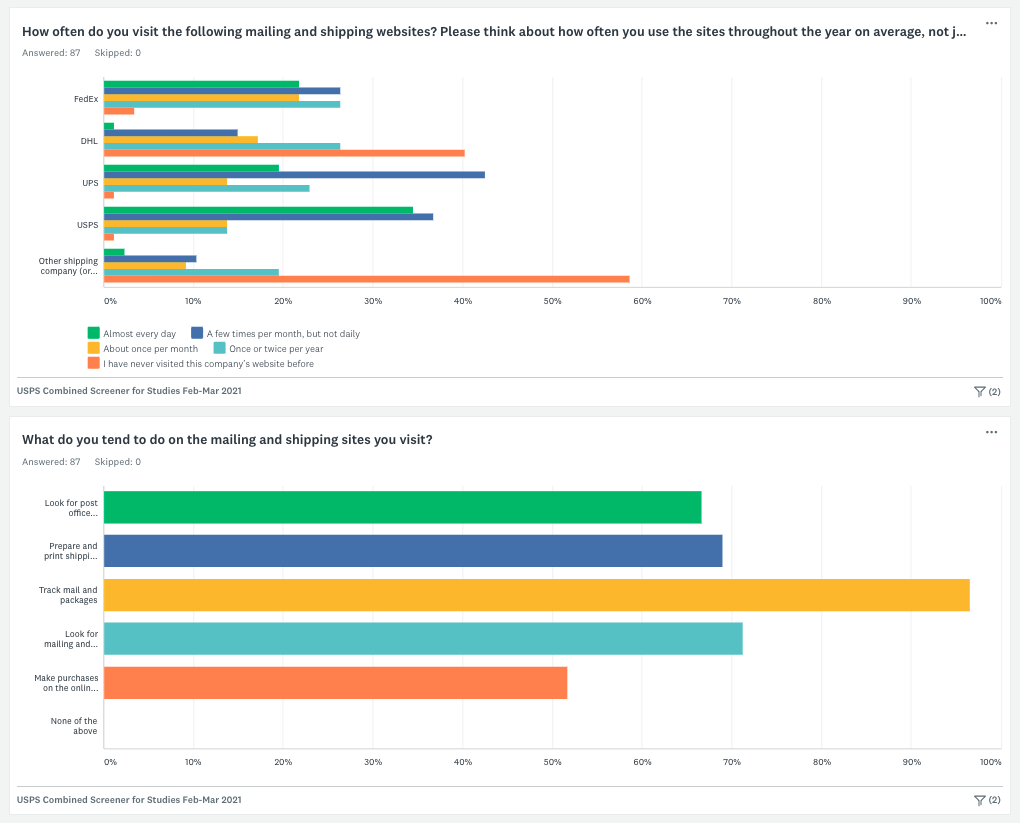 How often do you visit the following mailing and shipping websites? Please think about how often you use the sites throughout the year on average, not j...
Answered: 87 Skipped: 0
FedEx
DHL
UPS
USPS
Other shipping
company (or...
0% 10% 20% 30% 40% 50% 60% 70% 80% 90% 100%
Almost every day A few times per month, but not daily
About once per month Once or twice per year
I have never visited this company's website before
USPS Combined Screener for Studies Feb-Mar 2021 (2)
What do you tend to do on the mailing and shipping sites you visit?
Answered: 87 Skipped: 0
Look for post
office...
Prepare and
print shippi...
Track mail and
packages
Look for
mailing and...
Make purchases
on the onlin...
None of the
above
0% 10% 20% 30% 40% 50% 60% 70% 80% 90% 100%
USPS Combined Screener for Studies Feb-Mar 2021 (2)